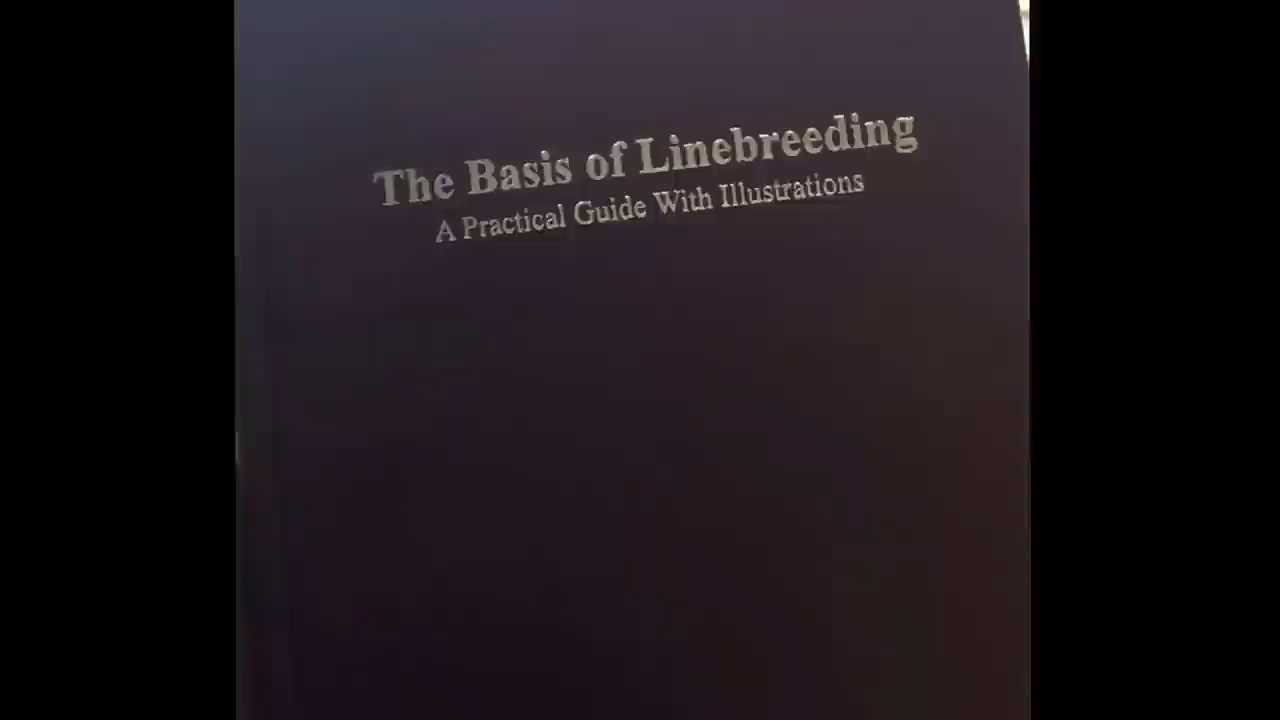 The Basis of Linebreeding
A Practical Guide With Illustrations